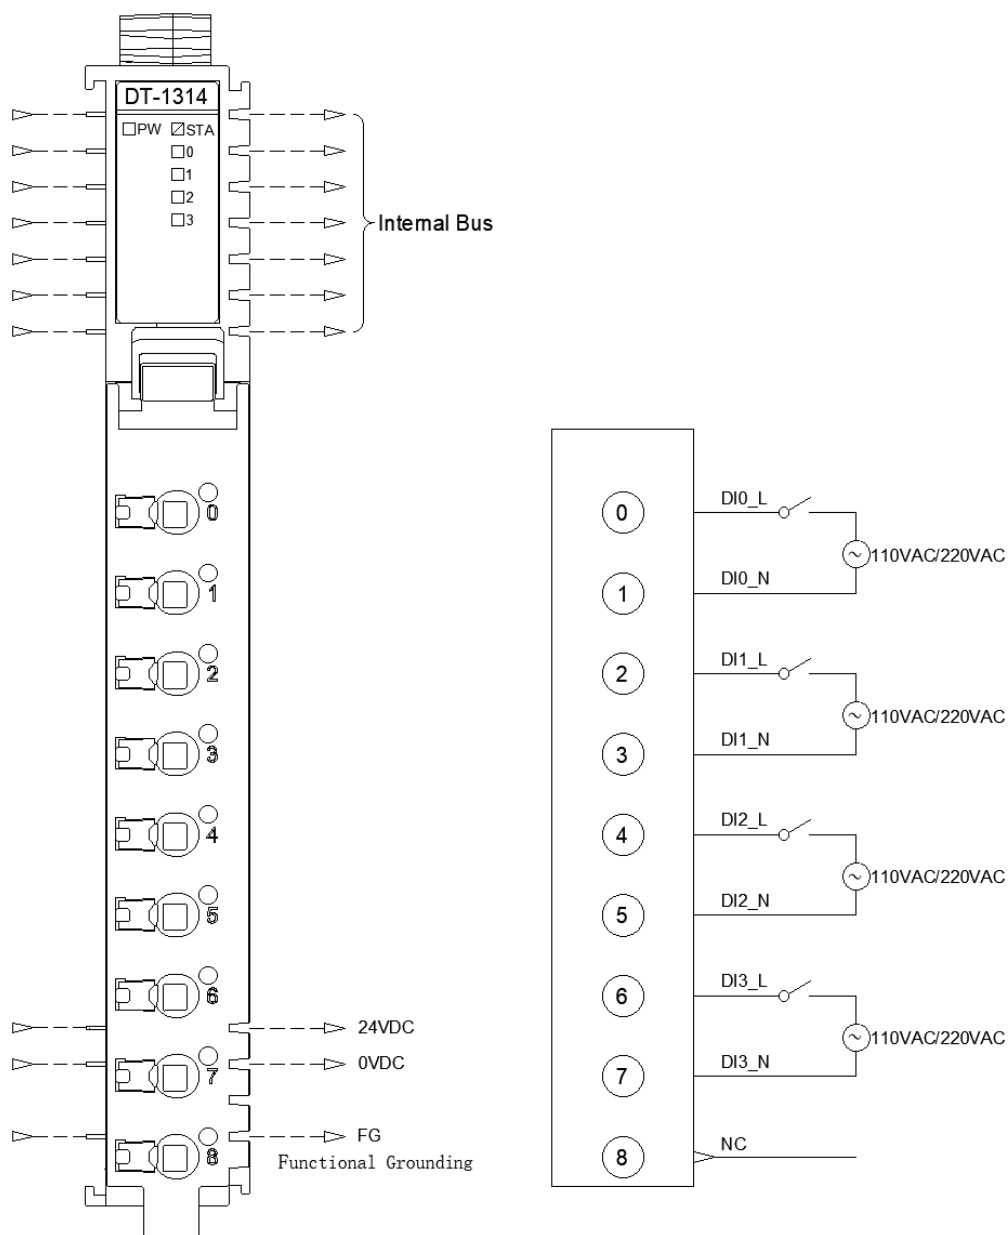 DT-1314
PW STA
0
1
2
3
Internal Bus
0
1
2
3
4
5
6
7
8
24VDC
0VDC
FG
Functional Grounding
0
DI0_L
110VAC/220VAC
1
DI0_N
2
DI1_L
110VAC/220VAC
3
DI1_N
4
DI2_L
110VAC/220VAC
5
DI2_N
6
DI3_L
110VAC/220VAC
7
DI3_N
8
NC